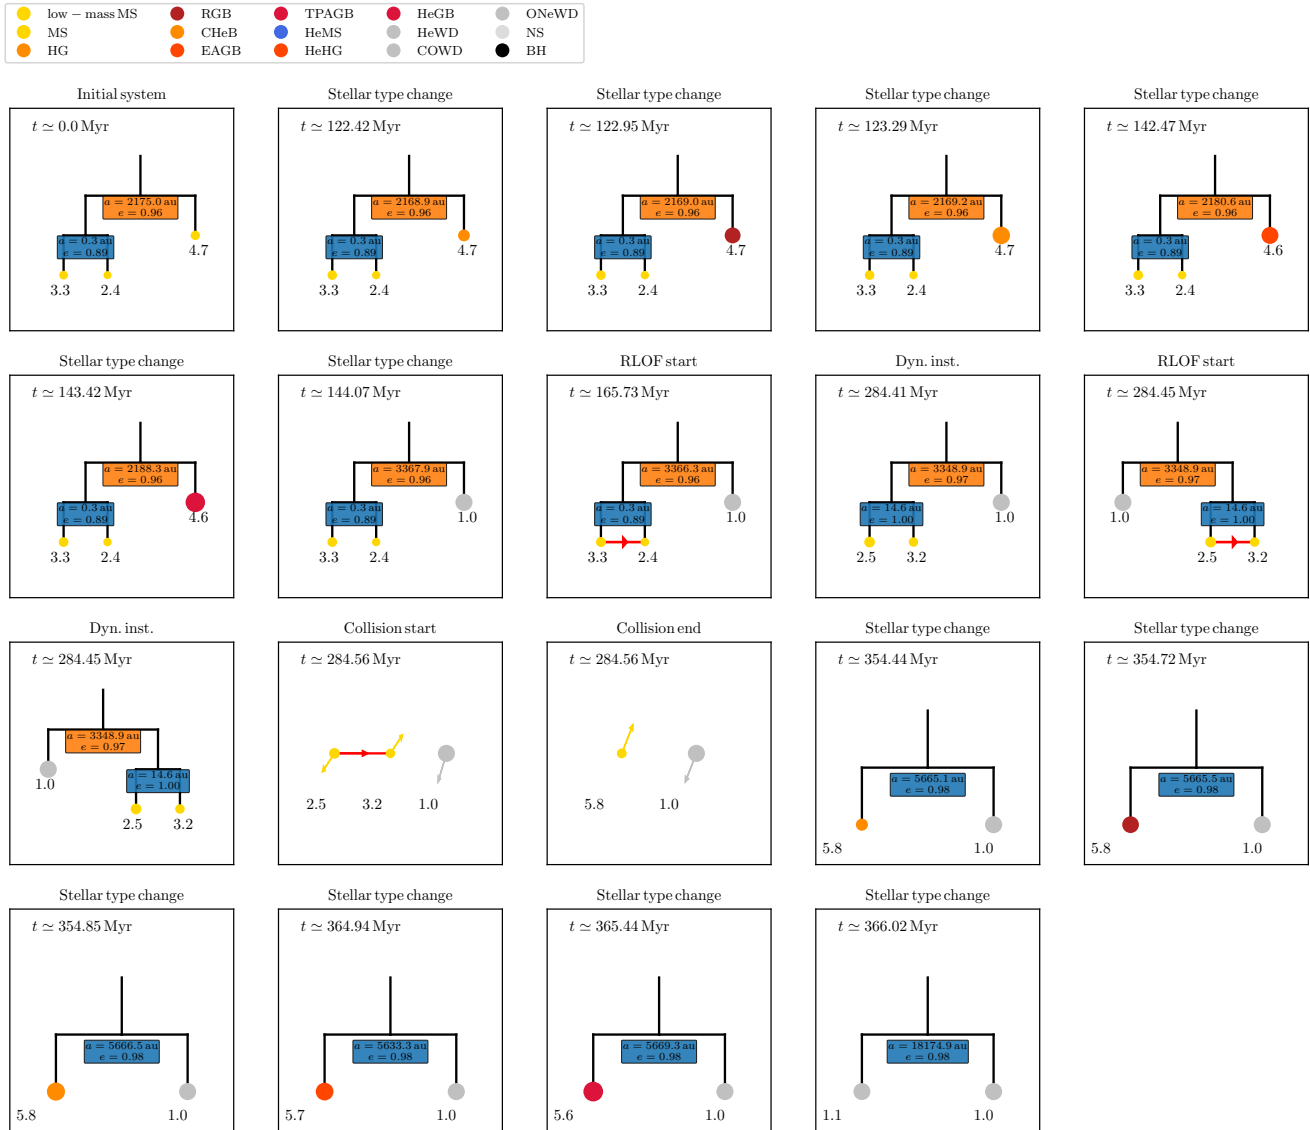 low − mass MS
MS
HG
RGB
CHeB
EAGB
TPAGB
HeMS
HeHG
HeGB
HeWD
COWD
ONeWD
NS
BH
Initial system
t ≃ 0.0 Myr
a = 2175.0 au
e = 0.96
a = 0.3 au
e = 0.89
4.7
3.3 2.4
Stellar type change
t ≃ 122.42 Myr
a = 2168.9 au
e = 0.96
a = 0.3 au
e = 0.89
4.7
3.3 2.4
Stellar type change
t ≃ 122.95 Myr
a = 2169.0 au
e = 0.96
a = 0.3 au
e = 0.89
4.7
3.3 2.4
Stellar type change
t ≃ 123.29 Myr
a = 2169.2 au
e = 0.96
a = 0.3 au
e = 0.89
4.7
3.3 2.4
Stellar type change
t ≃ 142.47 Myr
a = 2180.6 au
e = 0.96
a = 0.3 au
e = 0.89
4.6
3.3 2.4
Stellar type change
t ≃ 143.42 Myr
a = 2188.3 au
e = 0.96
a = 0.3 au
e = 0.89
4.6
3.3 2.4
Stellar type change
t ≃ 144.07 Myr
a = 3367.9 au
e = 0.96
a = 0.3 au
e = 0.89
1.0
3.3 2.4
RLOF start
t ≃ 165.73 Myr
a = 3366.3 au
e = 0.96
a = 0.3 au
e = 0.89
1.0
3.3 2.4
Dyn. inst.
t ≃ 284.41 Myr
a = 3348.9 au
e = 0.97
a = 14.6 au
e = 1.00
1.0
2.5 3.2
RLOF start
t ≃ 284.45 Myr
a = 3348.9 au
e = 0.97
a = 14.6 au
e = 1.00
1.0
2.5 3.2
Dyn. inst.
t ≃ 284.45 Myr
a = 3348.9 au
e = 0.97
a = 14.6 au
e = 1.00
1.0
2.5 3.2
Collision start
t ≃ 284.56 Myr
2.5 3.2 1.0
Collision end
t ≃ 284.56 Myr
5.8 1.0
Stellar type change
t ≃ 354.44 Myr
a = 5665.1 au
e = 0.98
5.8 1.0
Stellar type change
t ≃ 354.72 Myr
a = 5665.5 au
e = 0.98
5.8 1.0
Stellar type change
t ≃ 354.85 Myr
a = 5666.5 au
e = 0.98
5.8 1.0
Stellar type change
t ≃ 364.94 Myr
a = 5633.3 au
e = 0.98
5.7 1.0
Stellar type change
t ≃ 365.44 Myr
a = 5669.3 au
e = 0.98
5.6 1.0
Stellar type change
t ≃ 366.02 Myr
a = 18174.9 au
e = 0.98
1.1 1.0